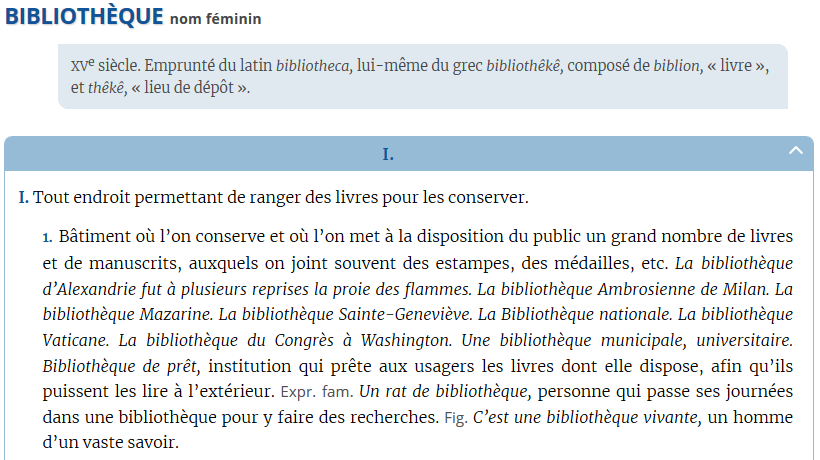 BIBLIOTHÈQUE nom féminin
XVe siècle. Emprunté du latin bibliotheca, lui-même du grec bibliothêkê, composé de biblion, « livre »,
et thêkê, « lieu de dépôt ».
I.
I. Tout endroit permettant de ranger des livres pour les conserver.
1. Bâtiment où l’on conserve et où l’on met à la disposition du public un grand nombre de livres
et de manuscrits, auxquels on joint souvent des estampes, des médailles, etc. La bibliothèque
d’Alexandrie fut à plusieurs reprises la proie des flammes. La bibliothèque Ambrosienne de Milan. La
bibliothèque Mazarine. La bibliothèque Sainte-Geneviève. La Bibliothèque nationale. La bibliothèque
Vaticane. La bibliothèque du Congrès à Washington. Une bibliothèque municipale, universitaire.
Bibliothèque de prêt, institution qui prête aux usagers les livres dont elle dispose, afin qu’ils
puissent les lire à l’extérieur. Expr. fam. Un rat de bibliothèque, personne qui passe ses journées
dans une bibliothèque pour y faire des recherches. Fig. C’est une bibliothèque vivante, un homme
d’un vaste savoir.